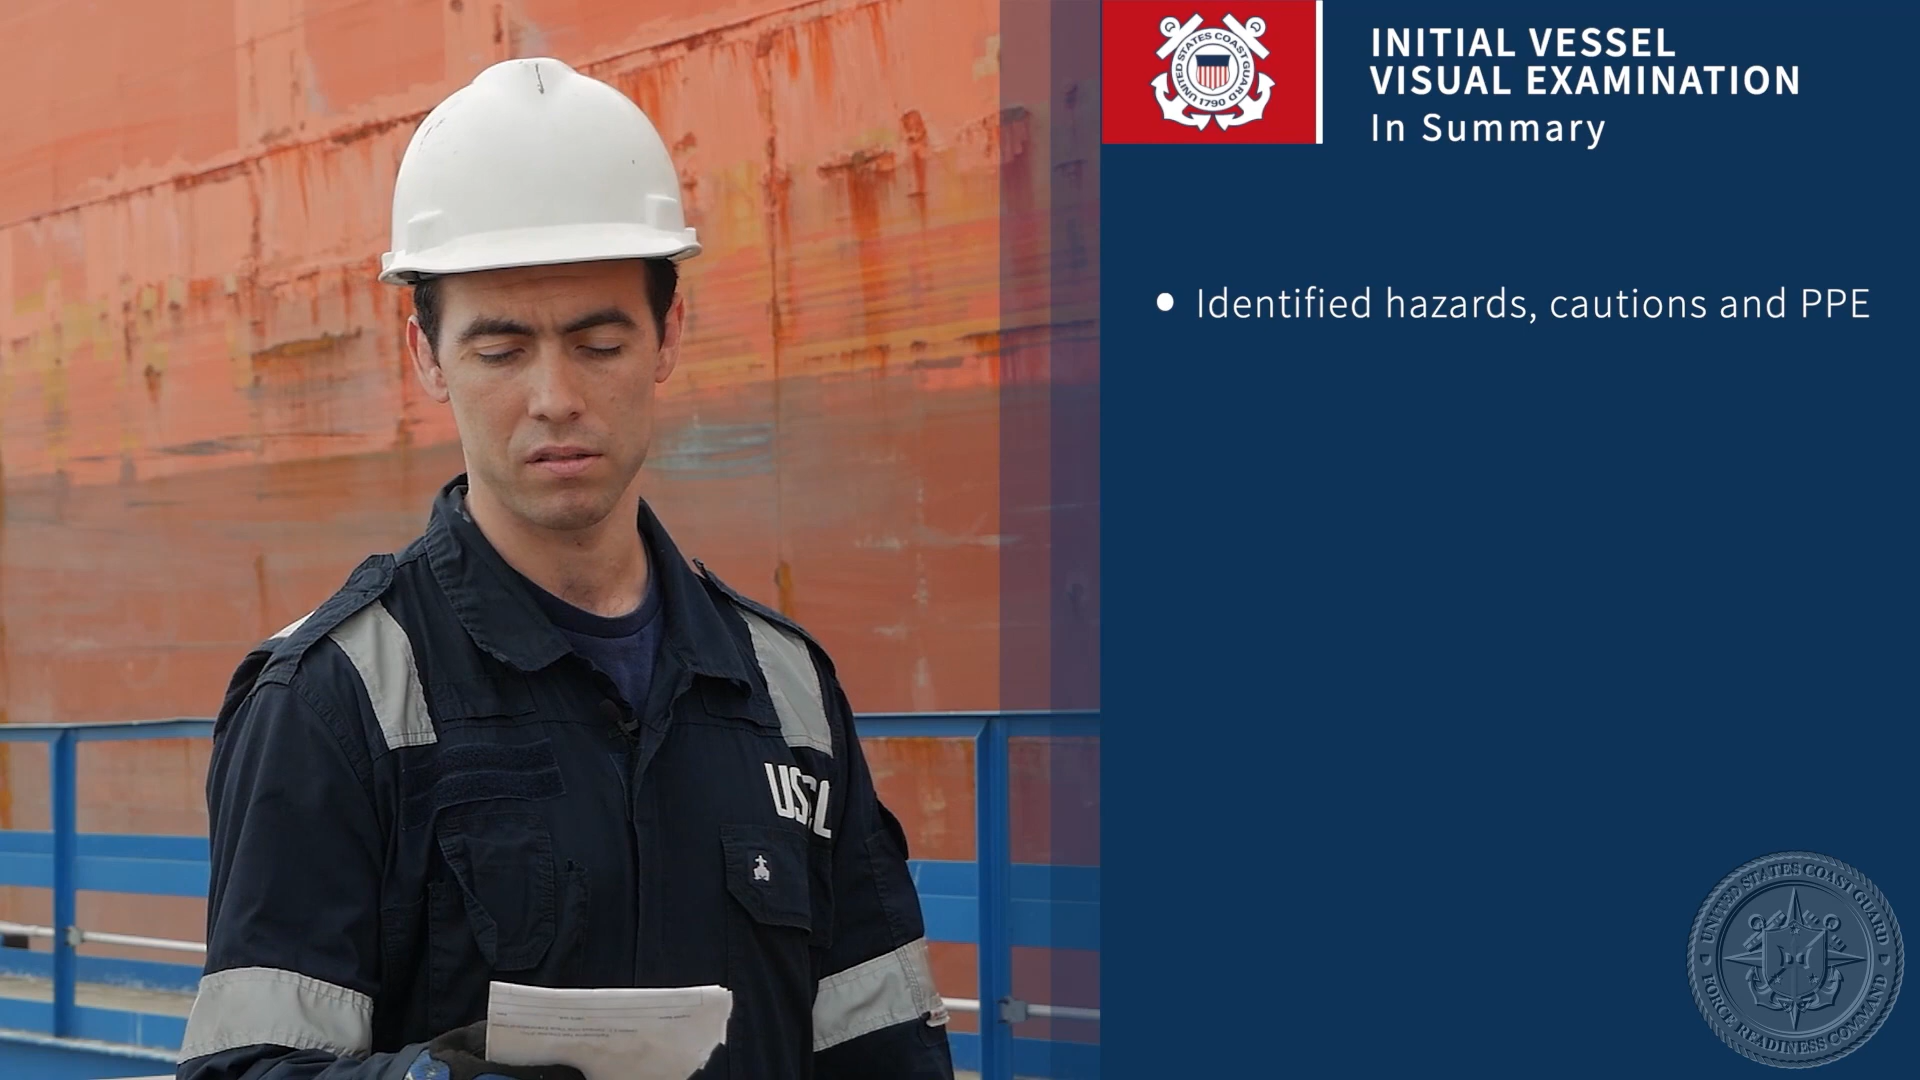 UNITED STATES COAST GUARD
1790
INITIAL VESSEL
VISUAL EXAMINATION
In Summary
Identified hazards, cautions and PPE
UNITED STATES COAST GUARD
FORCE READINESS COMMAND